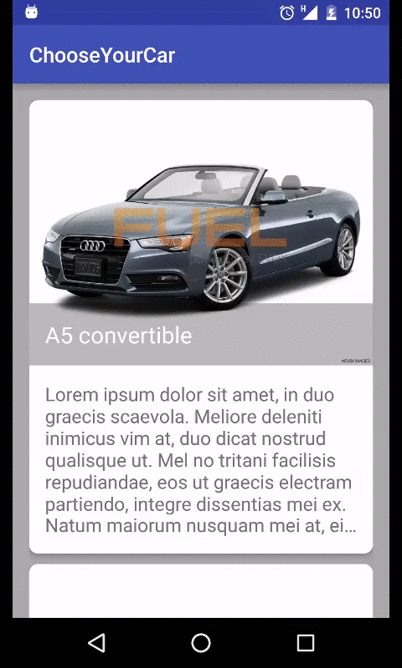 H
10:50
ChooseYourCar
FUEL
A5 convertible
Lorem ipsum dolor sit amet, in duo
graecis scaevola. Meliore deleniti
inimicus vim at, duo dicat nostrud
qualisque ut. Mel no tritani facilisis
repudiandae, eos ut graecis electram
partiendo, integre dissentias mei ex.
Natum maiorum nusquam mei at, ei…